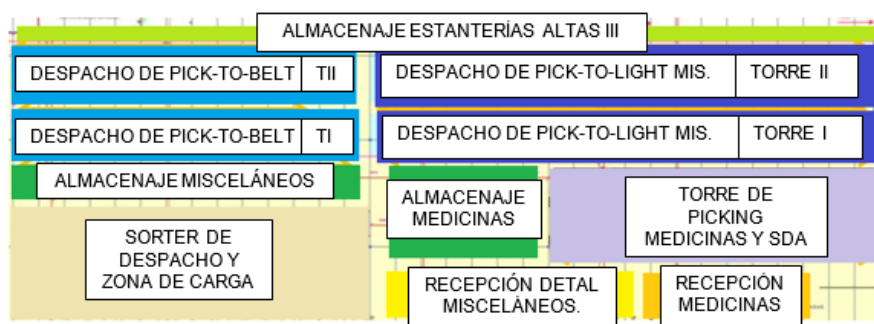 ALMACENAJE ESTANTERÍAS ALTAS III
DESPACHO DE PICK-TO-BELT TII
DESPACHO DE PICK-TO-LIGHT MIS. TORRE II
DESPACHO DE PICK-TO-BELT TI
DESPACHO DE PICK-TO-LIGHT MIS. TORRE I
ALMACENAJE MISCELÁNEOS
ALMACENAJE
MEDICINAS
TORRE DE
PICKING
MEDICINAS Y SDA
SORTER DE
DESPACHO Y
ZONA DE CARGA
RECEPCIÓN DETAL
MISCELÁNEOS.
RECEPCIÓN
MEDICINAS